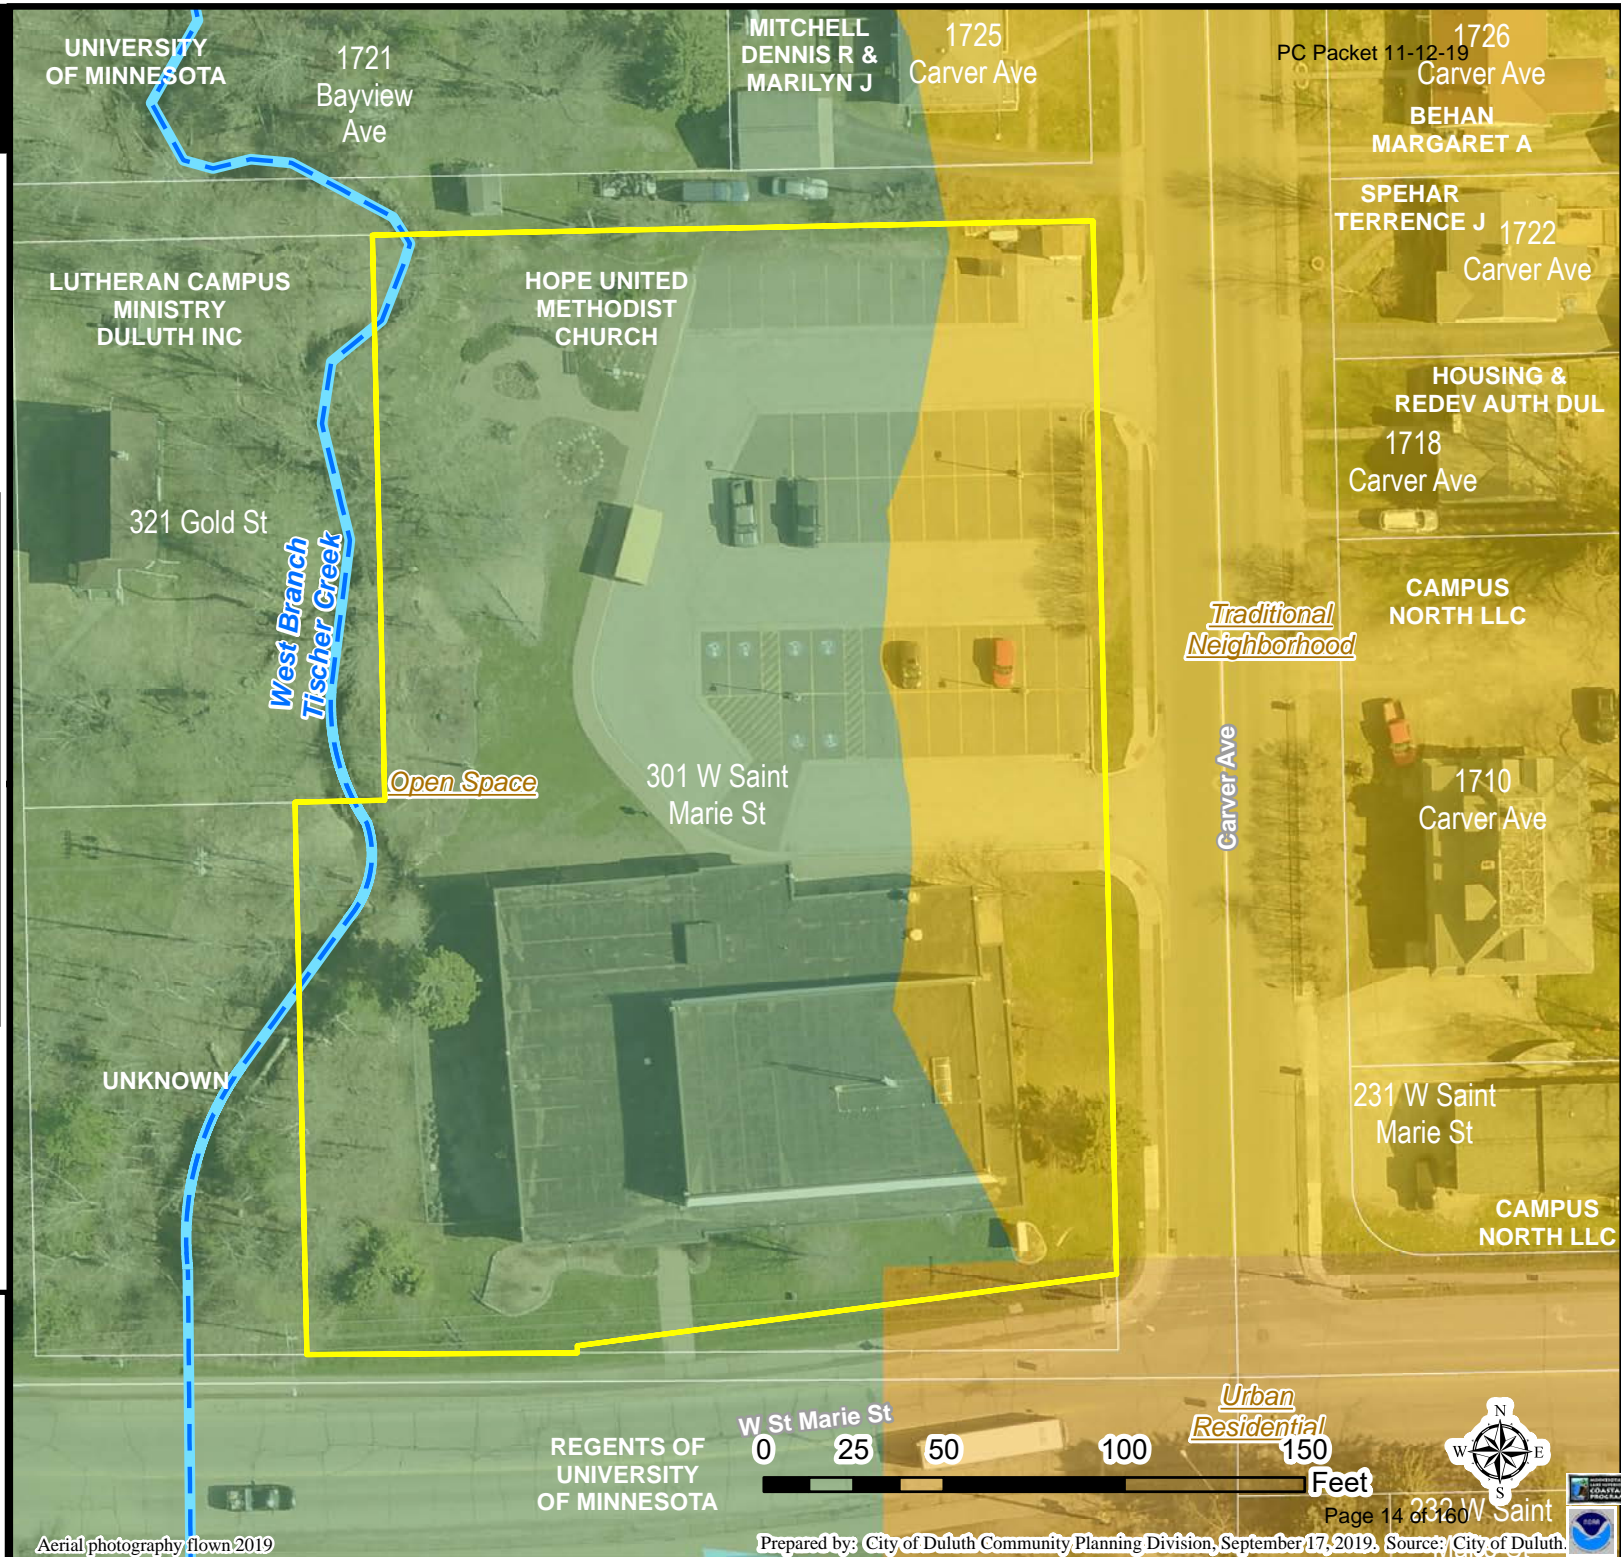 UNIVERSITY
OF MINNESOTA
1721
Bayview
Ave
MITCHELL
DENNIS R &
MARILYN J
1725
Carver Ave
PC Packet 11-12-19
1726
Carver Ave
BEHAN
MARGARET A
SPEHAR
TERRENCE J
1722
Carver Ave
LUTHERAN CAMPUS
MINISTRY
DULUTH INC
HOPE UNITED
METHODIST
CHURCH
HOUSING &
REDEV AUTH DUL
1718
Carver Ave
321 Gold St
West Branch
Tischer Creek
CAMPUS
NORTH LLC
Traditional
Neighborhood
Open Space
301 W Saint
Marie St
Carver Ave
1710
Carver Ave
UNKNOWN
231 W Saint
Marie St
CAMPUS
NORTH LLC
Urban
Residential
W St Marie St
REGENTS OF
UNIVERSITY
OF MINNESOTA
0 25 50 100 150
Feet
N
W E
S
Page 14 of 160
232 W Saint
Aerial photography flown 2019
Prepared by: City of Duluth Community Planning Division, September 17, 2019. Source: City of Duluth.